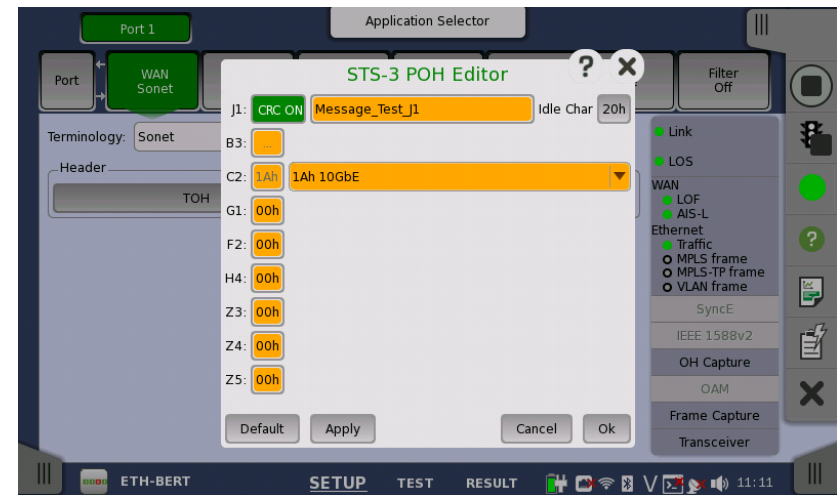 Port 1
Application Selector
Port
WAN
Sonet
Filter
Off
STS-3 POH Editor
? X
J1: CRC ON Message_Test_J1 Idle Char 20h
B3: ...
C2: 1Ah 1Ah 10GbE
G1: 00h
F2: 00h
H4: 00h
Z3: 00h
Z4: 00h
Z5: 00h
Default Apply Cancel Ok
Terminology: Sonet
Header
TOH
Link
LOS
WAN
LOF
AIS-L
Ethernet
Traffic
MPLS frame
MPLS-TP frame
VLAN frame
SyncE
IEEE 1588v2
OH Capture
OAM
Frame Capture
Transceiver
?
ETH-BERT SETUP TEST RESULT 11:11